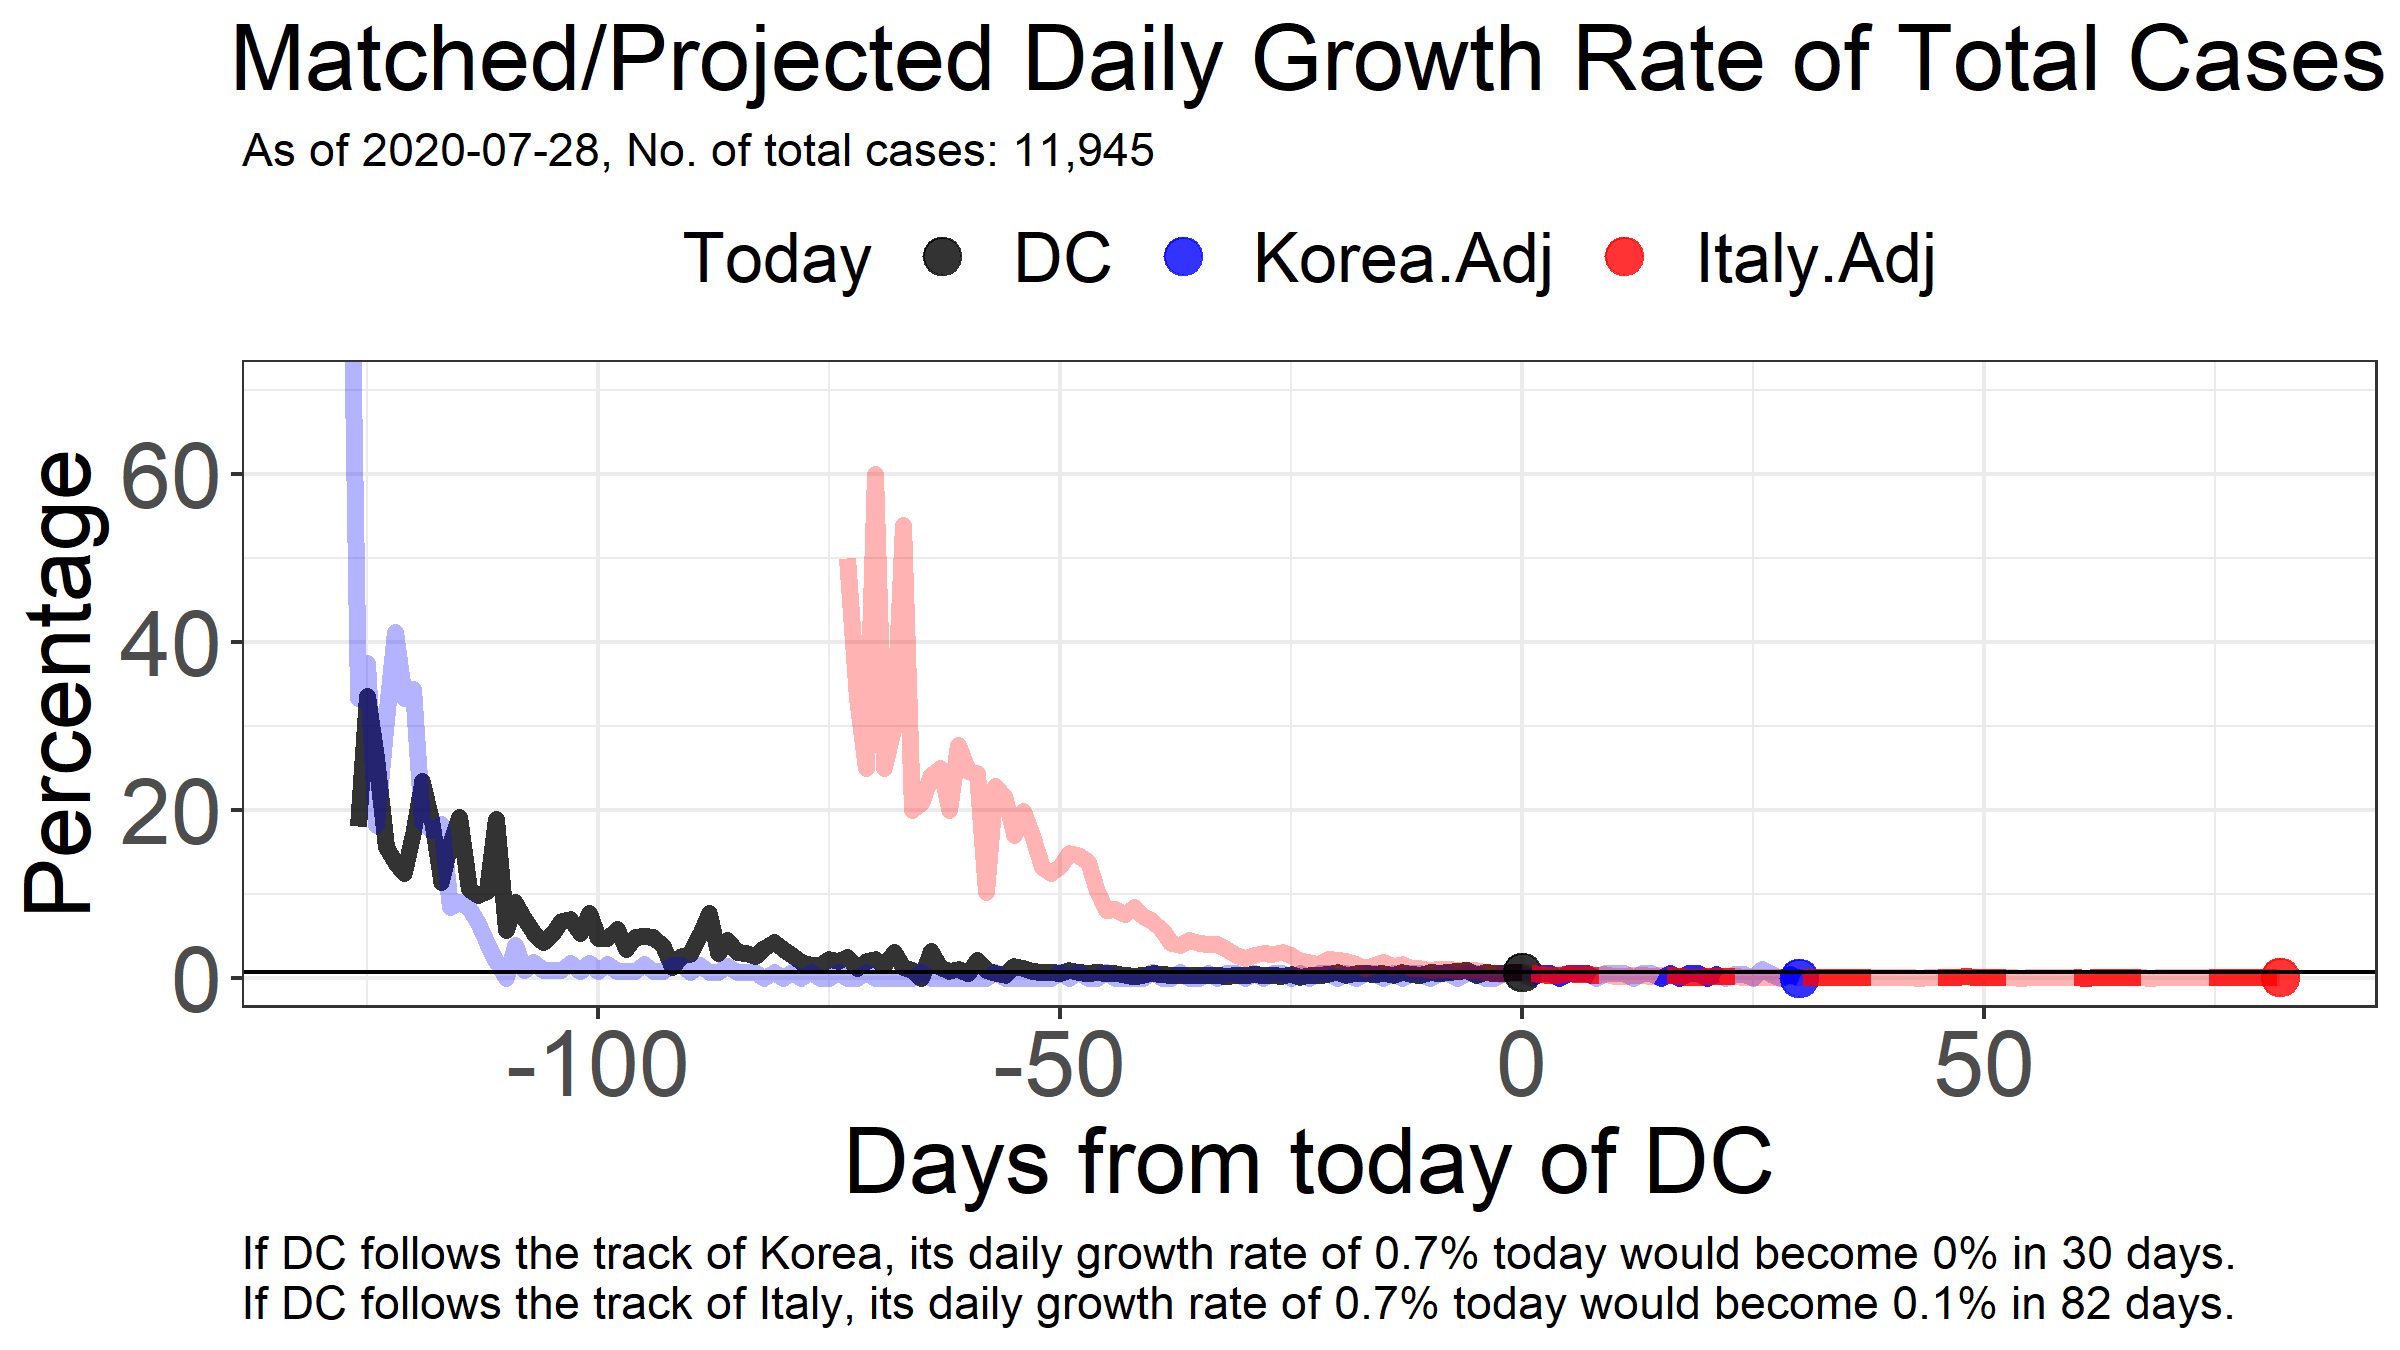 Matched/Projected Daily Growth Rate of Total Cases
As of 2020-07-28, No. of total cases: 11,945
Today DC Korea.Adj Italy.Adj
Percentage
60
40
20
0
-100 -50 0 50
Days from today of DC
If DC follows the track of Korea, its daily growth rate of 0.7% today would become 0% in 30 days.
If DC follows the track of Italy, its daily growth rate of 0.7% today would become 0.1% in 82 days.